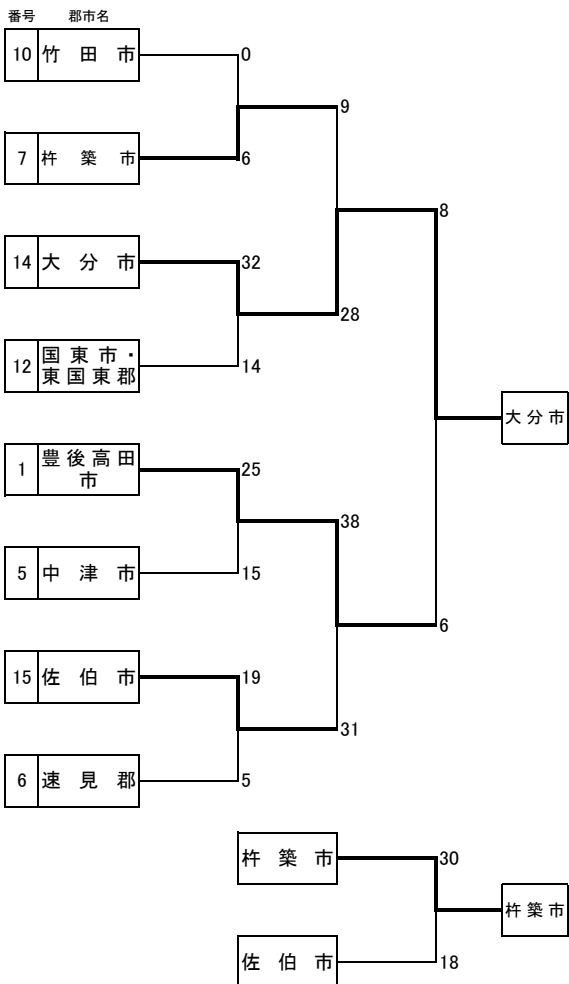 番号 郡市名
10 竹田市
0
9
7 杵築市
6
8
14 大分市
32
28
12 国東市・
東国東郡
14
大分市
1 豊後高田
市
25
38
5 中津市
15
6
15 佐伯市
19
31
6 速見郡
5
杵築市
30
杵築市
佐伯市
18